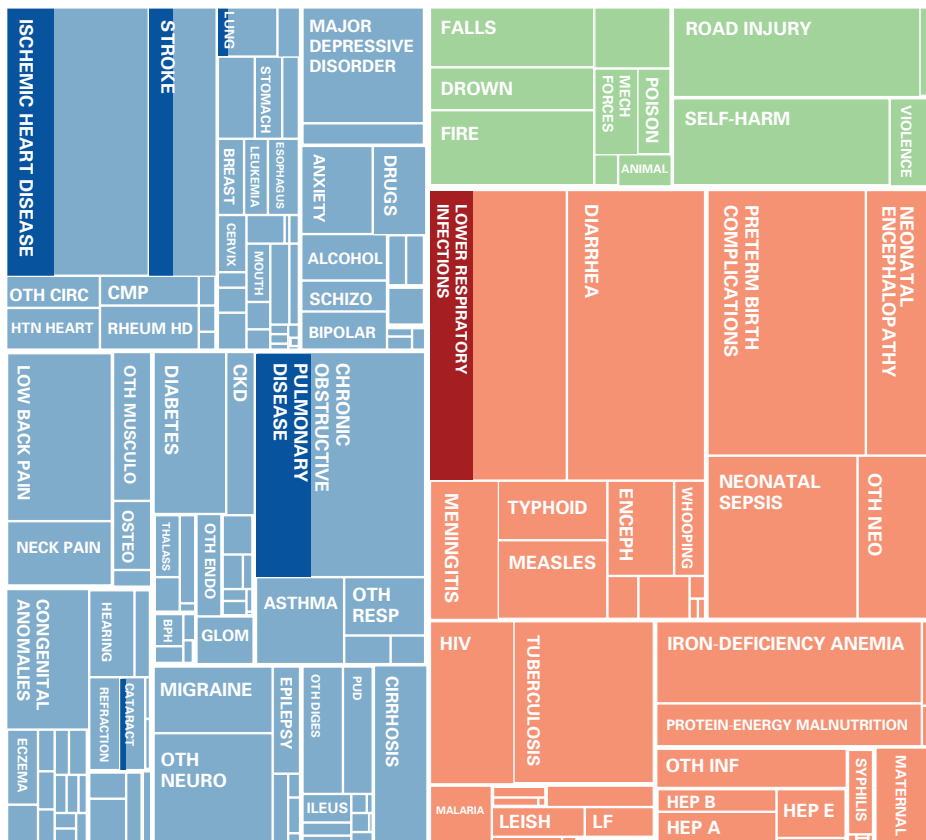 ISCHEMIC HEART DISEASE
STROKE
LUNG
STOMACH
BREAST
LEUKEMIA
ESOPHAGUS
CERVIX
MOUTH
MAJOR
DEPRESSIVE
DISORDER
ANXIETY
DRUGS
ALCOHOL
SCHIZO
BIPOLAR
OTH CIRC
CMP
HTN HEART
RHEUM HD
FALLS
DROWN
FIRE
MECH
FORCES
POISON
ANIMAL
ROAD INJURY
SELF-HARM
VIOLENCE
LOW BACK PAIN
NECK PAIN
OTH MUSCULO
OSTEO
DIABETES
CKD
THALASS
OTH ENDO
BPH
GLOM
CHRONIC
OBSTRUCTIVE
PULMONARY
DISEASE
ASTHMA
OTH
RESP
LOWER RESPIRATORY
INFECTIONS
DIARRHEA
PRETERM BIRTH
COMPLICATIONS
NEONATAL
ENCEPHALOPATHY
MENINGITIS
TYPHOID
MEASLES
ENCEPH
WHOOPING
NEONATAL
SEPSIS
OTH NEO
CONGENITAL
ANOMALIES
HEARING
REFRACTION
CATARACT
ECZEMA
MIGRAINE
OTH
NEURO
EPILEPSY
OTH DIGES
PUD
CIRRHOSIS
ILEUS
HIV
TUBERCULOSIS
MALARIA
LEISH
LF
IRON-DEFICIENCY ANEMIA
PROTEIN-ENERGY MALNUTRITION
OTH INF
HEP B
HEP A
HEP E
SYPHILIS
MATERNAL